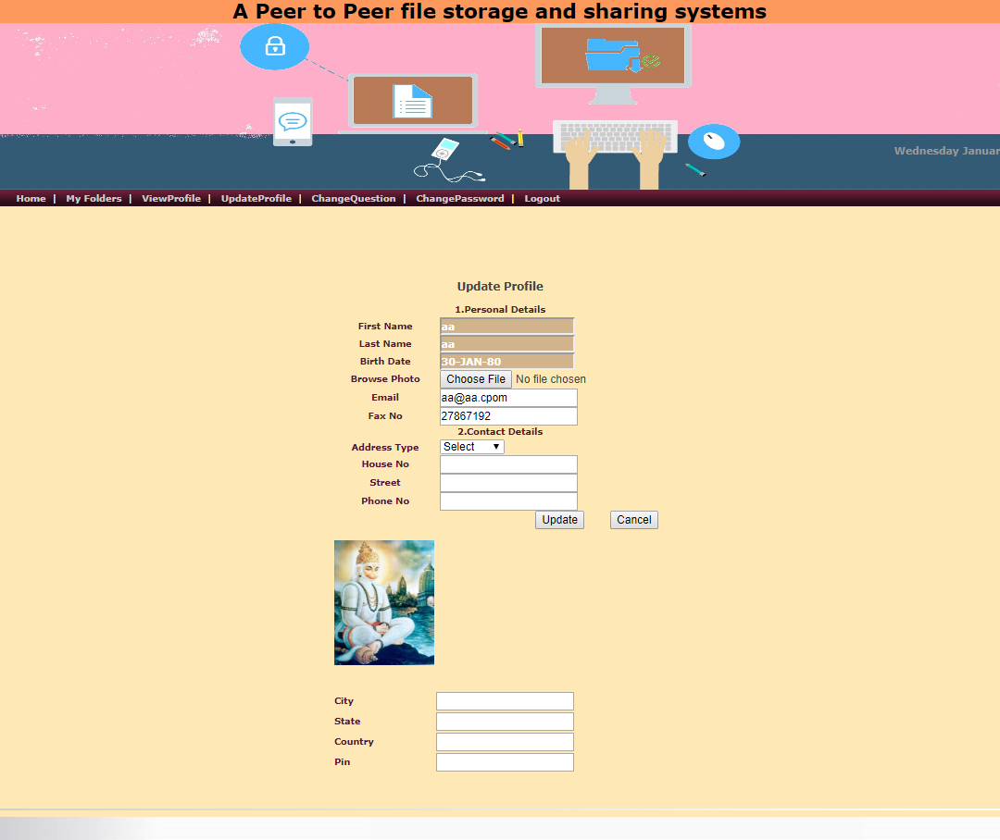 A Peer to Peer file storage and sharing systems
Wednesday Januar
Home | My Folders | ViewProfile | UpdateProfile | ChangeQuestion | ChangePassword | Logout
Update Profile
1.Personal Details
First Name aa
Last Name aa
Birth Date 30-JAN-80
Browse Photo Choose File No file chosen
Email aa@aa.cpom
Fax No 27867192
2.Contact Details
Address Type Select
House No
Street
Phone No
Update Cancel
City
State
Country
Pin